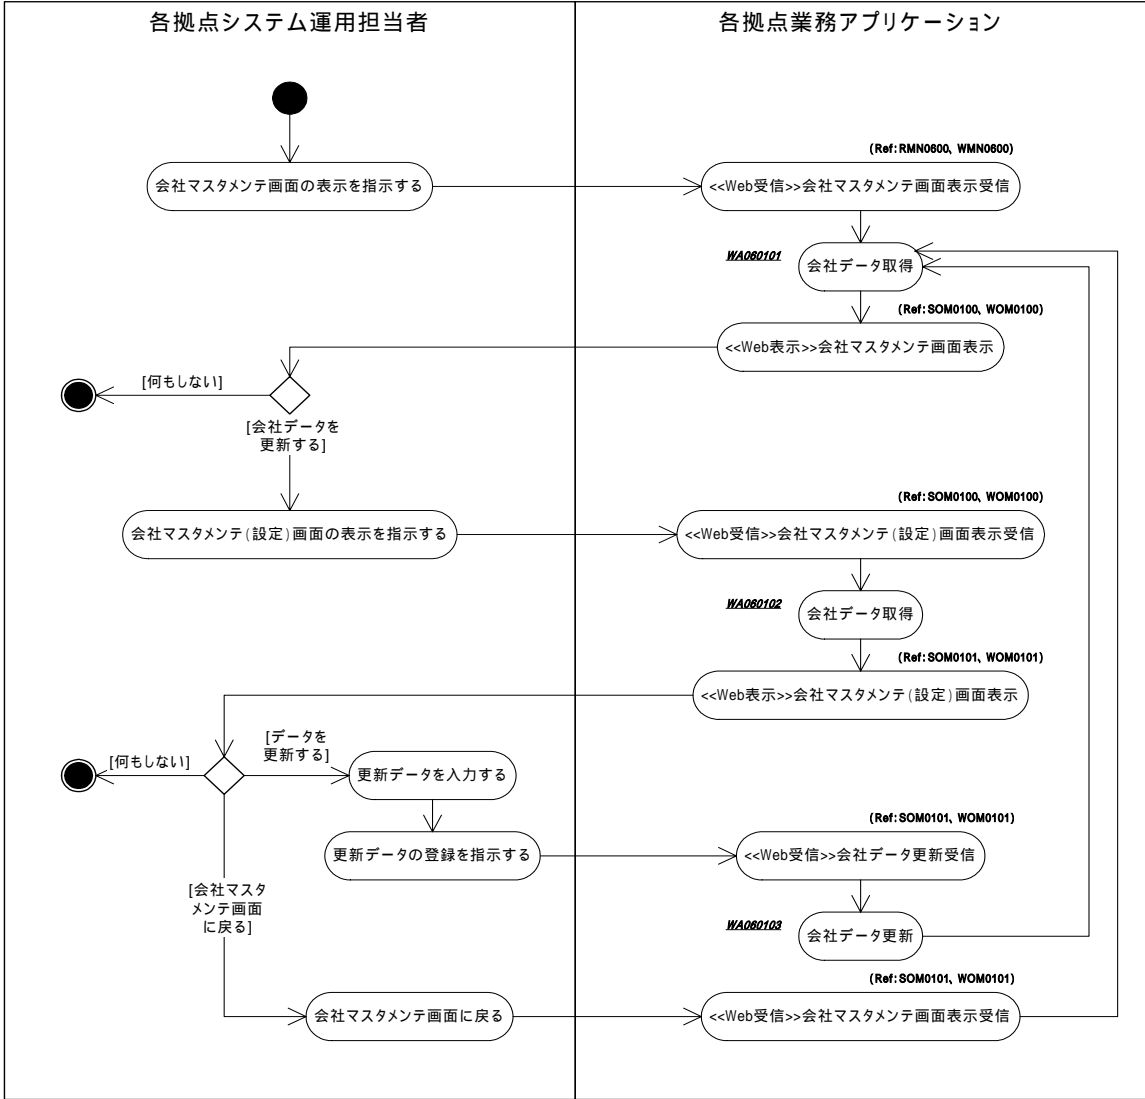 各拠点システム運用担当者
各拠点業務アプリケーション
(Ref:RMN0600、WMN0600)
会社マスタメンテ画面の表示を指示する
<<Web受信>>会社マスタメンテ画面表示受信
WA060101
会社データ取得
(Ref:SOM0100、WOM0100)
<<Web表示>>会社マスタメンテ画面表示
[何もしない]
[会社データを
更新する]
(Ref:SOM0100、WOM0100)
会社マスタメンテ(設定)画面の表示を指示する
<<Web受信>>会社マスタメンテ(設定)画面表示受信
WA060102
会社データ取得
(Ref:SOM0101、WOM0101)
<<Web表示>>会社マスタメンテ(設定)画面表示
[データを
更新する]
[何もしない]
更新データを入力する
(Ref:SOM0101、WOM0101)
更新データの登録を指示する
<<Web受信>>会社データ更新受信
[会社マスタ
メンテ画面
に戻る]
WA060103
会社データ更新
(Ref:SOM0101、WOM0101)
会社マスタメンテ画面に戻る
<<Web受信>>会社マスタメンテ画面表示受信